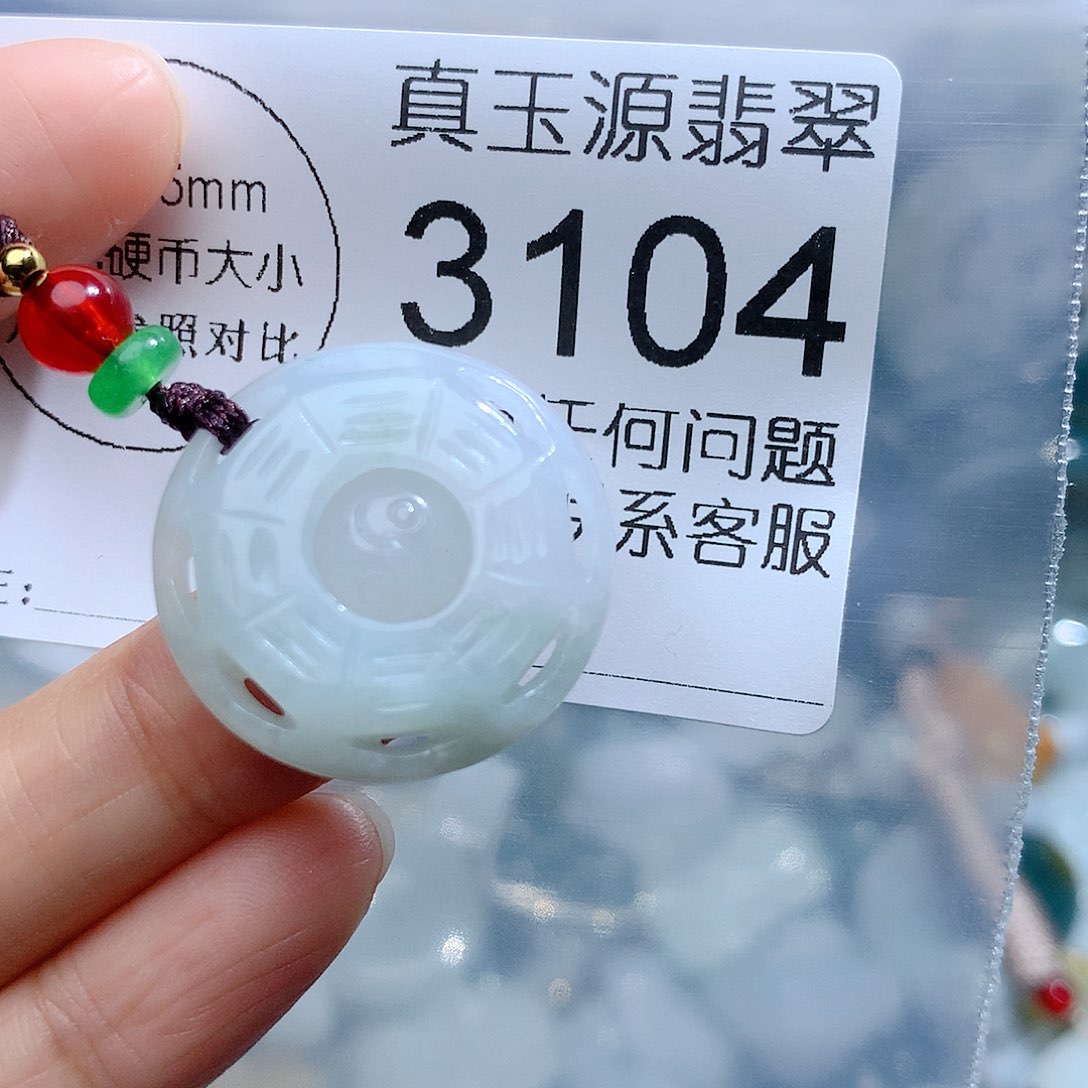 真玉源翡翠
3104
5mm
硬币大小
照对比
何问题
系客服